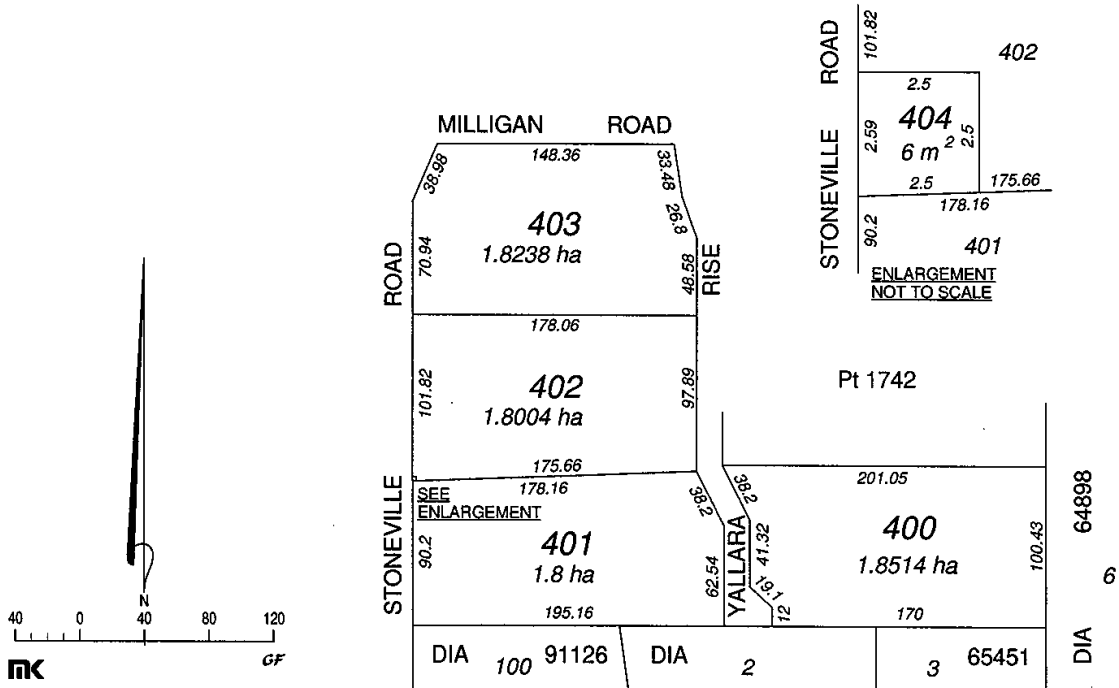 MILLIGAN ROAD
148.36
38.98
33.48
26.8
403
1.8238 ha
70.94
48.58
ROAD
RISE
178.06
402
1.8004 ha
101.82
97.89
175.66
178.16
SEE
ENLARGEMENT
STONEVILLE
38.2
401
1.8 ha
90.2
62.54
195.16
YALLARA
38.2
41.32
19.1
12
Pt 1742
201.05
400
1.8514 ha
100.43
170
DIA 100 91126
DIA 2
3 65451
64898
6
DIA
STONEVILLE ROAD
101.82
402
2.5
404
6 m²
2.59
2.5
2.5
175.66
178.16
90.2
401
ENLARGEMENT
NOT TO SCALE
N
40 0 40 80 120
MK
GF